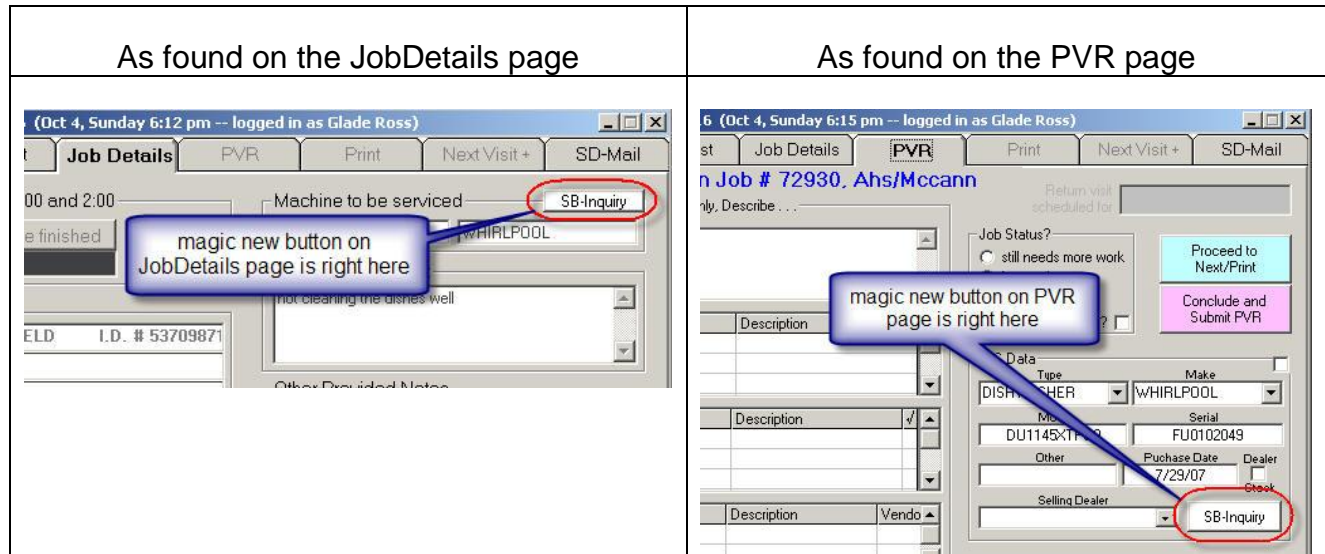 As found on the JobDetails page
As found on the PVR page
(Oct 4, Sunday 6:12 pm -- logged in as Glade Ross)
Job Details
PVR
Print
Next Visit +
SD-Mail
00 and 2:00
Machine to be serviced
SB-Inquiry
e finished
WHIRLPOOL
magic new button on
JobDetails page is right here
not cleaning the dishes well
ELD I.D. # 53709871
6 (Oct 4, Sunday 6:15 pm -- logged in as Glade Ross)
st
Job Details
PVR
Print
Next Visit +
SD-Mail
n Job # 72930, Ahs/Mccann
Return visit
scheduled for
nly, Describe . . .
Job Status?
still needs more work
Proceed to
Next/Print
magic new button on PVR
page is right here
Conclude and
Submit PVR
?
Description
Data
Type
Make
WHIRLPOOL
Serial
FU0102049
Description
√
Other
Puchase Date
Dealer
7/29/07
Stock
Selling Dealer
SB-Inquiry
Description
Vendo